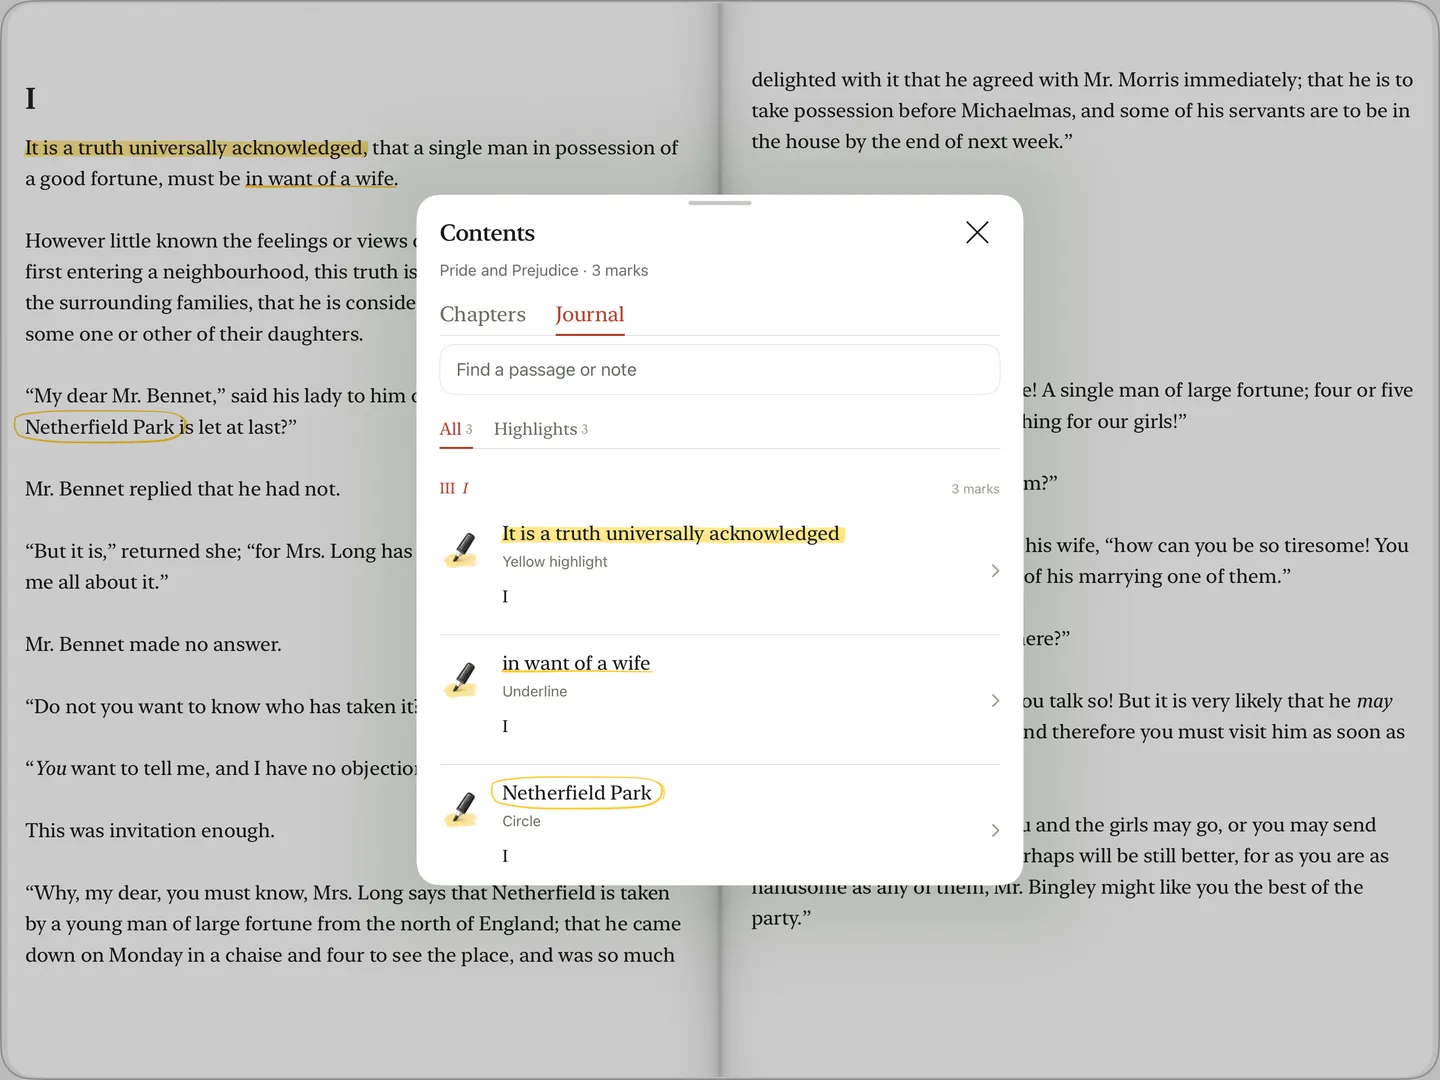 I
It is a truth universally acknowledged, that a single man in possession of
a good fortune, must be in want of a wife.
However little known the feelings or views
first entering a neighbourhood, this truth is
the surrounding families, that he is conside
some one or other of their daughters.
“My dear Mr. Bennet,” said his lady to him
Netherfield Park is let at last?”
Mr. Bennet replied that he had not.
“But it is,” returned she; “for Mrs. Long has
me all about it.”
Mr. Bennet made no answer.
“Do not you want to know who has taken it?
“You want to tell me, and I have no objection
This was invitation enough.
“Why, my dear, you must know, Mrs. Long says that Netherfield is taken
by a young man of large fortune from the north of England; that he came
down on Monday in a chaise and four to see the place, and was so much
delighted with it that he agreed with Mr. Morris immediately; that he is to
take possession before Michaelmas, and some of his servants are to be in
the house by the end of next week.”
e! A single man of large fortune; four or five
hing for our girls!”
m?”
his wife, “how can you be so tiresome! You
of his marrying one of them.”
ere?”
ou talk so! But it is very likely that he may
nd therefore you must visit him as soon as
u and the girls may go, or you may send
rhaps will be still better, for as you are as
handsome as any of them, Mr. Bingley might like you the best of the
party.”
Contents
Pride and Prejudice · 3 marks
Chapters Journal
Find a passage or note
All 3 Highlights 3
III I 3 marks
It is a truth universally acknowledged
Yellow highlight
I
in want of a wife
Underline
I
Netherfield Park
Circle
I